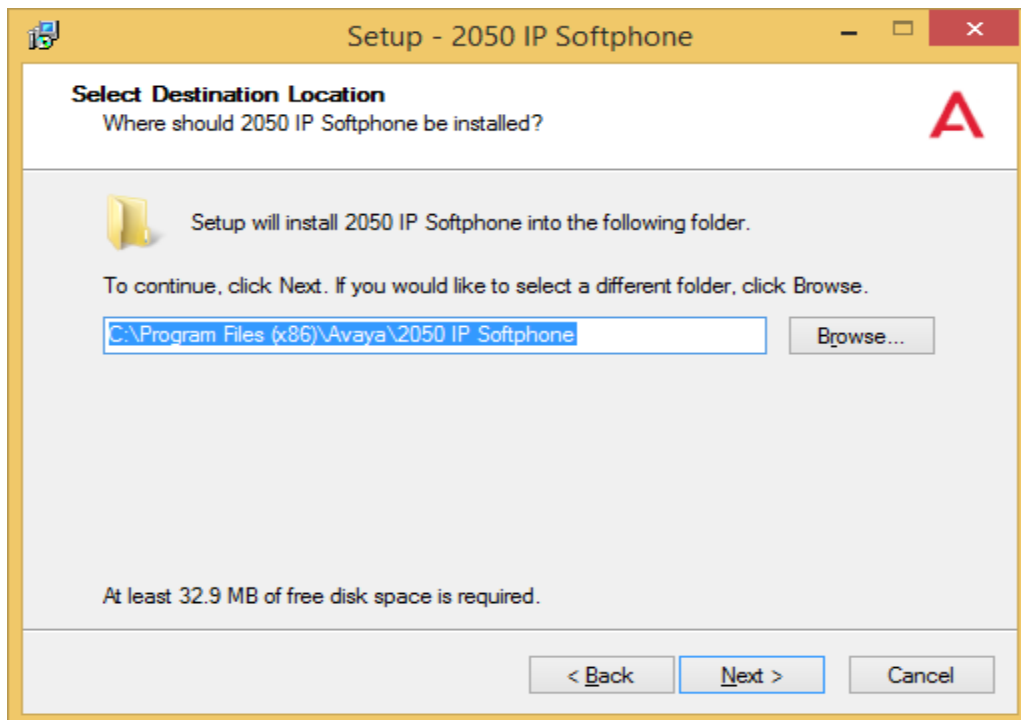 Setup - 2050 IP Softphone
Select Destination Location
Where should 2050 IP Softphone be installed?
Setup will install 2050 IP Softphone into the following folder.
To continue, click Next. If you would like to select a different folder, click Browse.
C:\Program Files (x86)\Avaya\2050 IP Softphone
Browse...
At least 32.9 MB of free disk space is required.
< Back Next > Cancel